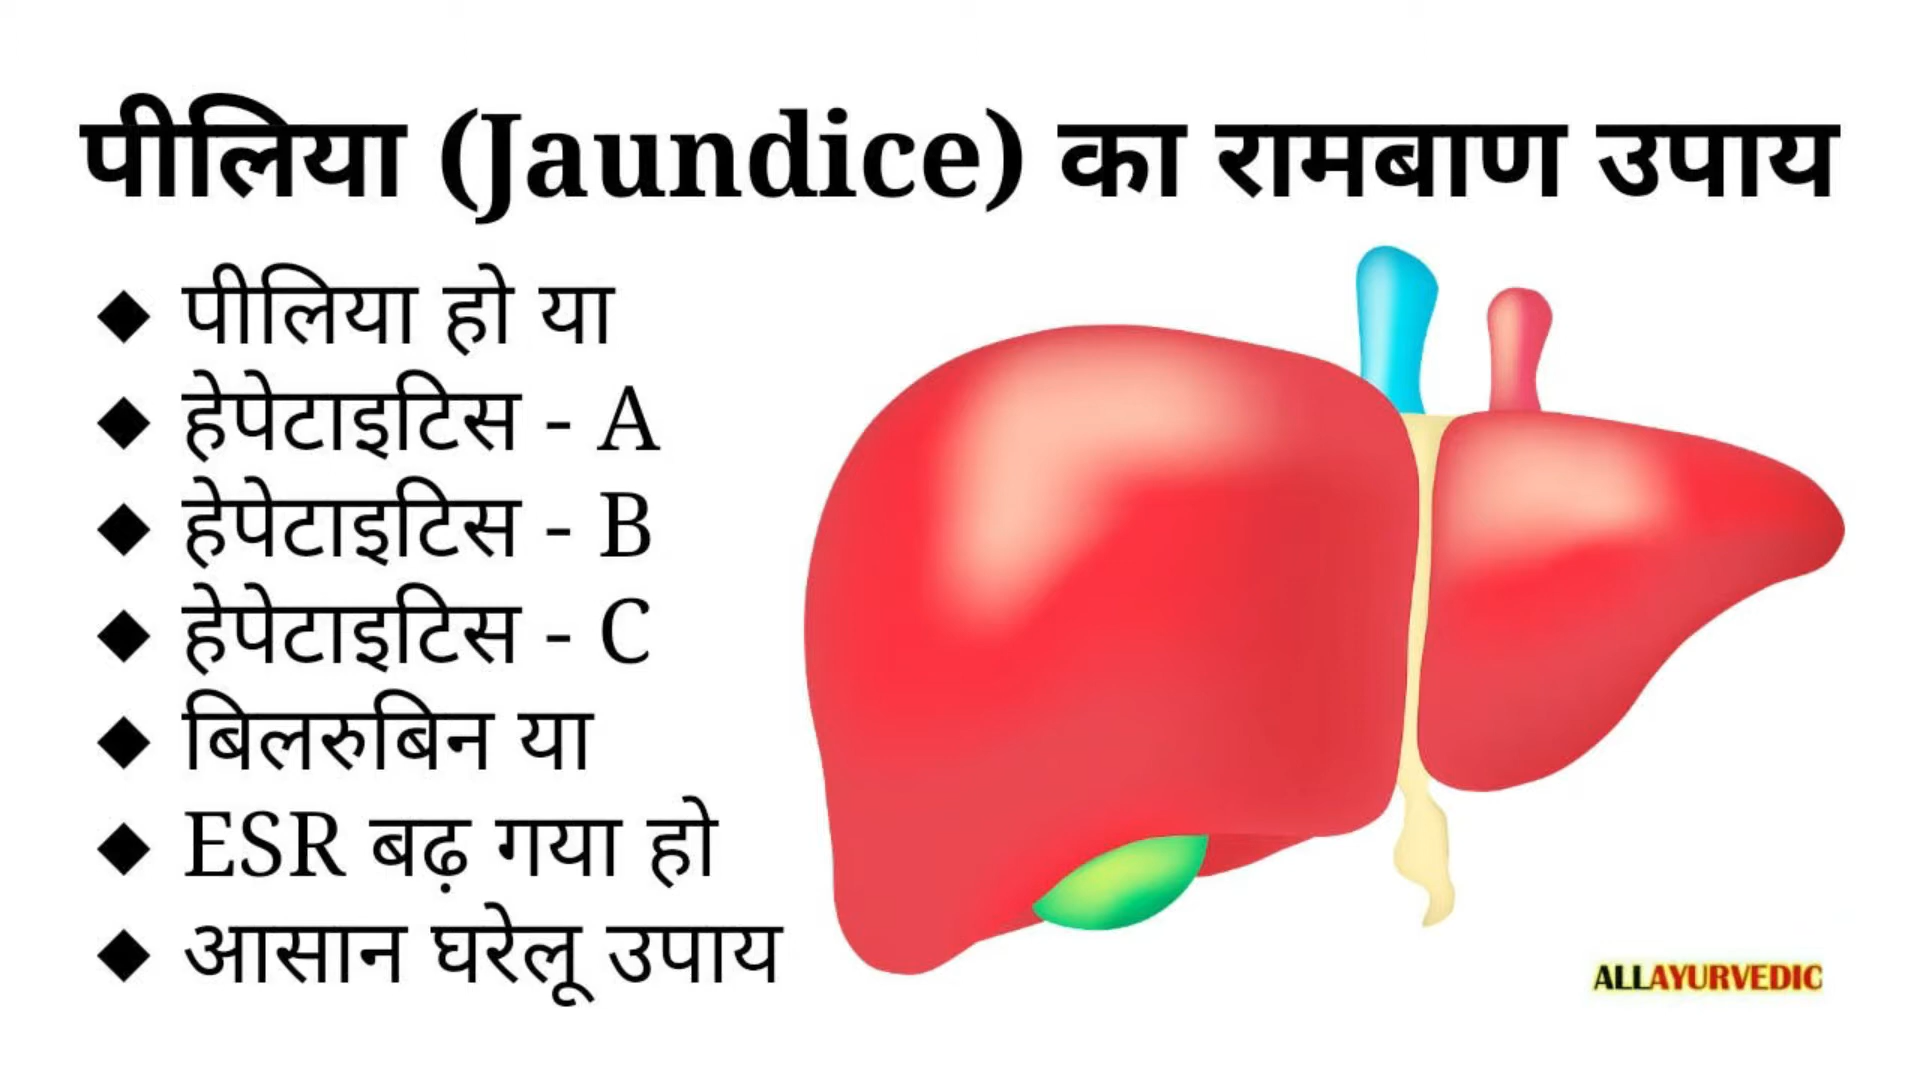 पीलिया (Jaundice) का रामबाण उपाय
◆ पीलिया हो या
◆ हेपेटाइटिस - A
◆ हेपेटाइटिस - B
◆ हेपेटाइटिस - C
◆ बिलरुबिन या
◆ ESR बढ़ गया हो
◆ आसान घरेलू उपाय
ALLAYURVEDIC